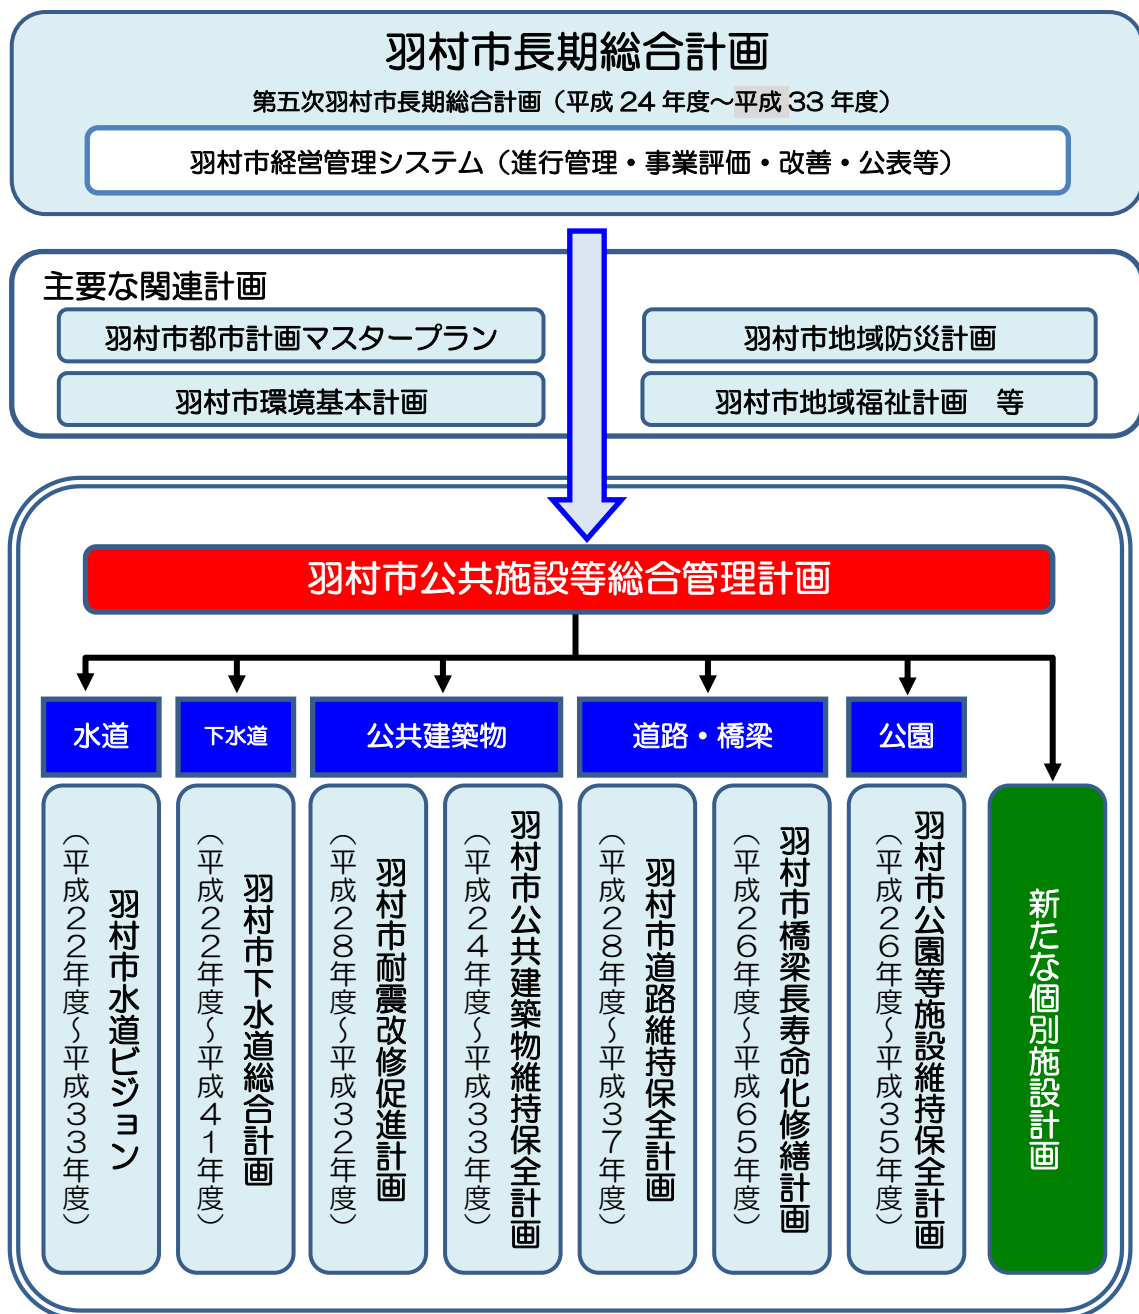 羽村市長期総合計画
第五次羽村市長期総合計画（平成 24 年度～平成 33 年度）
羽村市経営管理システム（進行管理・事業評価・改善・公表等）
主要な関連計画
羽村市都市計画マスタープラン
羽村市地域防災計画
羽村市環境基本計画
羽村市地域福祉計画　等
羽村市公共施設等総合管理計画
水道
下水道
公共建築物
道路・橋梁
公園
羽村市水道ビジョン
（平成２２年度～平成３３年度）
羽村市下水道総合計画
（平成２２年度～平成４１年度）
羽村市耐震改修促進計画
（平成２８年度～平成３２年度）
羽村市公共建築物維持保全計画
（平成２４年度～平成３３年度）
羽村市道路維持保全計画
（平成２８年度～平成３７年度）
羽村市橋梁長寿命化修繕計画
（平成２６年度～平成６５年度）
羽村市公園等施設維持保全計画
（平成２６年度～平成３５年度）
新たな個別施設計画